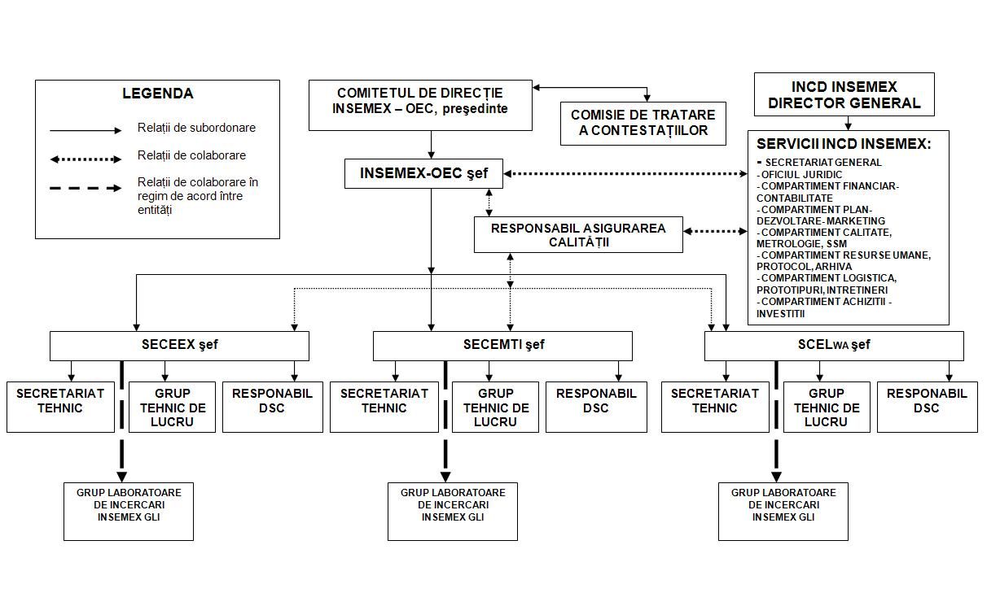 LEGENDA
Relații de subordonare
Relații de colaborare
Relații de colaborare în
regim de acord între
entități
COMITETUL DE DIRECȚIE
INSEMEX – OEC, preşedinte
COMISIE DE TRATARE
A CONTESTAȚIILOR
INCD INSEMEX
DIRECTOR GENERAL
SERVICII INCD INSEMEX:
- SECRETARIAT GENERAL
- OFICIUL JURIDIC
- COMPARTIMENT FINANCIAR-
CONTABILITATE
- COMPARTIMENT PLAN-
DEZVOLTARE- MARKETING
- COMPARTIMENT CALITATE,
METROLOGIE, SSM
- COMPARTIMENT RESURSE UMANE,
PROTOCOL, ARHIVA
- COMPARTIMENT LOGISTICA,
PROTOTIPURI, INTRETINERI
- COMPARTIMENT ACHIZITII -
INVESTITII
INSEMEX-OEC şef
RESPONSABIL ASIGURAREA
CALITĂȚII
SECEEX şef
SECEMTI şef
SCELWA şef
SECRETARIAT
TEHNIC
GRUP
TEHNIC DE
LUCRU
RESPONSABIL
DSC
SECRETARIAT
TEHNIC
GRUP
TEHNIC DE
LUCRU
RESPONSABIL
DSC
SECRETARIAT
TEHNIC
GRUP
TEHNIC DE
LUCRU
RESPONSABIL
DSC
GRUP LABORATOARE
DE INCERCARI
INSEMEX GLI
GRUP LABORATOARE
DE INCERCARI
INSEMEX GLI
GRUP LABORATOARE
DE INCERCARI
INSEMEX GLI